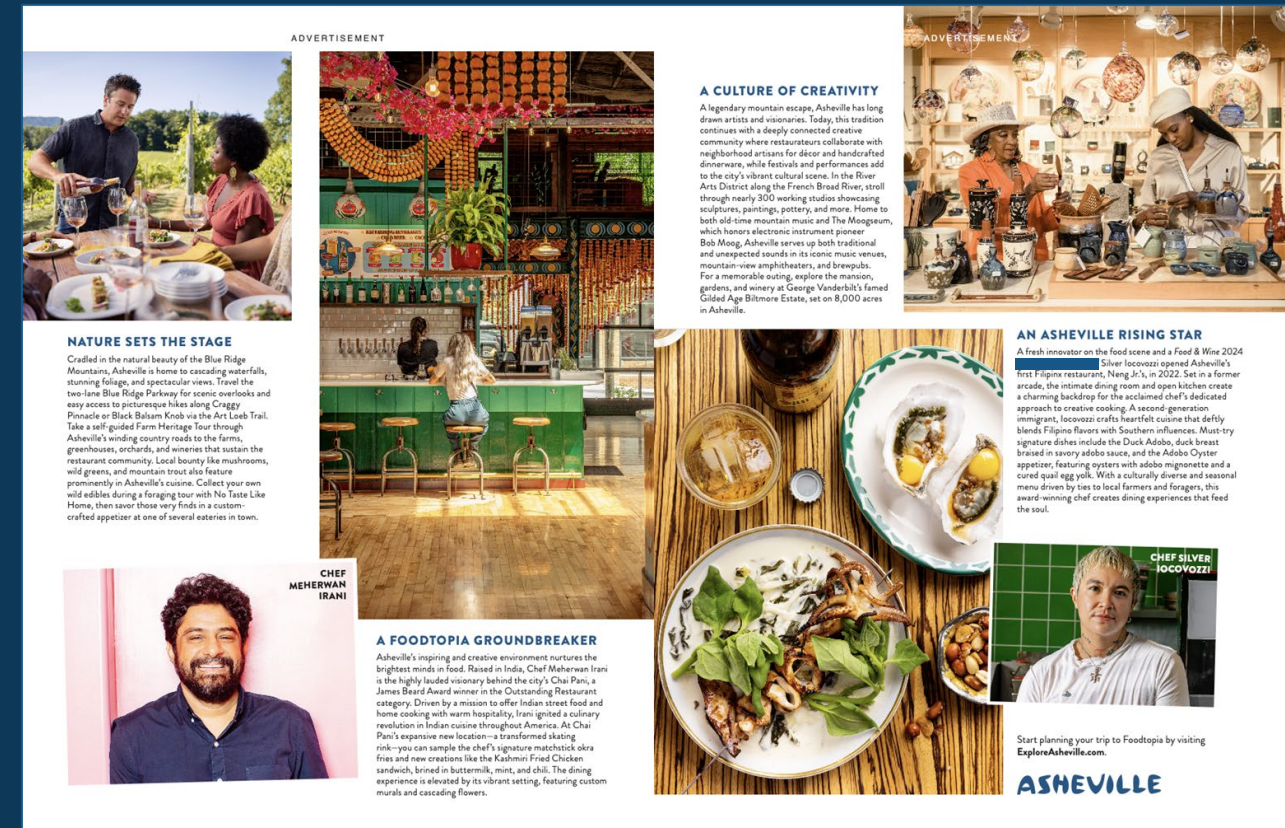 ADVERTISEMENT
ADVERTISEMENT
NATURE SETS THE STAGE
Cradled in the natural beauty of the Blue Ridge
Mountains, Asheville is home to cascading waterfalls,
stunning foliage, and spectacular views. Travel the
two-lane Blue Ridge Parkway for scenic overlooks and
easy access to picturesque hikes along Craggy
Pinnacle or Black Balsam Knob via the Art Loeb Trail.
Take a self-guided Farm Heritage Tour through
Asheville's winding country roads to the farms,
greenhouses, orchards, and wineries that sustain the
restaurant community. Local bounty like mushrooms,
wild greens, and mountain trout also feature
prominently in Asheville's cuisine. Collect your own
wild edibles during a foraging tour with No Taste Like
Home, then savor those very finds in a custom-
crafted appetizer at one of several eateries in town.
CHEF
MEHERWAN
IRANI
A FOODTOPIA GROUNDBREAKER
Asheville's inspiring and creative environment nurtures the
brightest minds in food. Raised in India, Chef Meherwan Irani
is the highly lauded visionary behind the city's Chai Pani, a
James Beard Award winner in the Outstanding Restaurant
category. Driven by a mission to offer Indian street food and
home cooking with warm hospitality, Irani ignited a culinary
revolution in Indian cuisine throughout America. At Chai
Pani's expansive new location—a transformed skating
rink—you can sample the chef's signature matchstick okra
fries and new creations like the Kashmiri Fried Chicken
sandwich, brined in buttermilk, mint, and chili. The dining
experience is elevated by its vibrant setting, featuring custom
murals and cascading flowers.
A CULTURE OF CREATIVITY
A legendary mountain escape, Asheville has long
drawn artists and visionaries. Today, this tradition
continues with a deeply connected creative
community where restaurateurs collaborate with
neighborhood artisans for décor and handcrafted
dinnerware, while festivals and performances add
to the city's vibrant cultural scene. In the River
Arts District along the French Broad River, stroll
through nearly 300 working studios showcasing
sculptures, paintings, pottery, and more. Home to
both old-time mountain music and The Moogseum,
which honors electronic instrument pioneer
Bob Moog, Asheville serves up both traditional
and unexpected sounds in its iconic music venues,
mountain-view amphitheaters, and brewpubs.
For a memorable outing, explore the mansion,
gardens, and winery at George Vanderbilt's famed
Gilded Age Biltmore Estate, set on 8,000 acres
in Asheville.
AN ASHEVILLE RISING STAR
A fresh innovator on the food scene and a Food & Wine 2024
Silver Iocovozzi opened Asheville's
first Filipinx restaurant, Neng Jr.'s, in 2022. Set in a former
arcade, the intimate dining room and open kitchen create
a charming backdrop for the acclaimed chef's dedicated
approach to creative cooking. A second-generation
immigrant, Iocovozzi crafts heartfelt cuisine that deftly
blends Filipino flavors with Southern influences. Must-try
signature dishes include the Duck Adobo, duck breast
braised in savory adobo sauce, and the Adobo Oyster
appetizer, featuring oysters with adobo mignonette and a
cured quail egg yolk. With a culturally diverse and seasonal
menu driven by ties to local farmers and foragers, this
award-winning chef creates dining experiences that feed
the soul.
CHEF SILVER
IOCOVOZZI
Start planning your trip to Foodtopia by visiting
ExploreAsheville.com.
ASHEVILLE